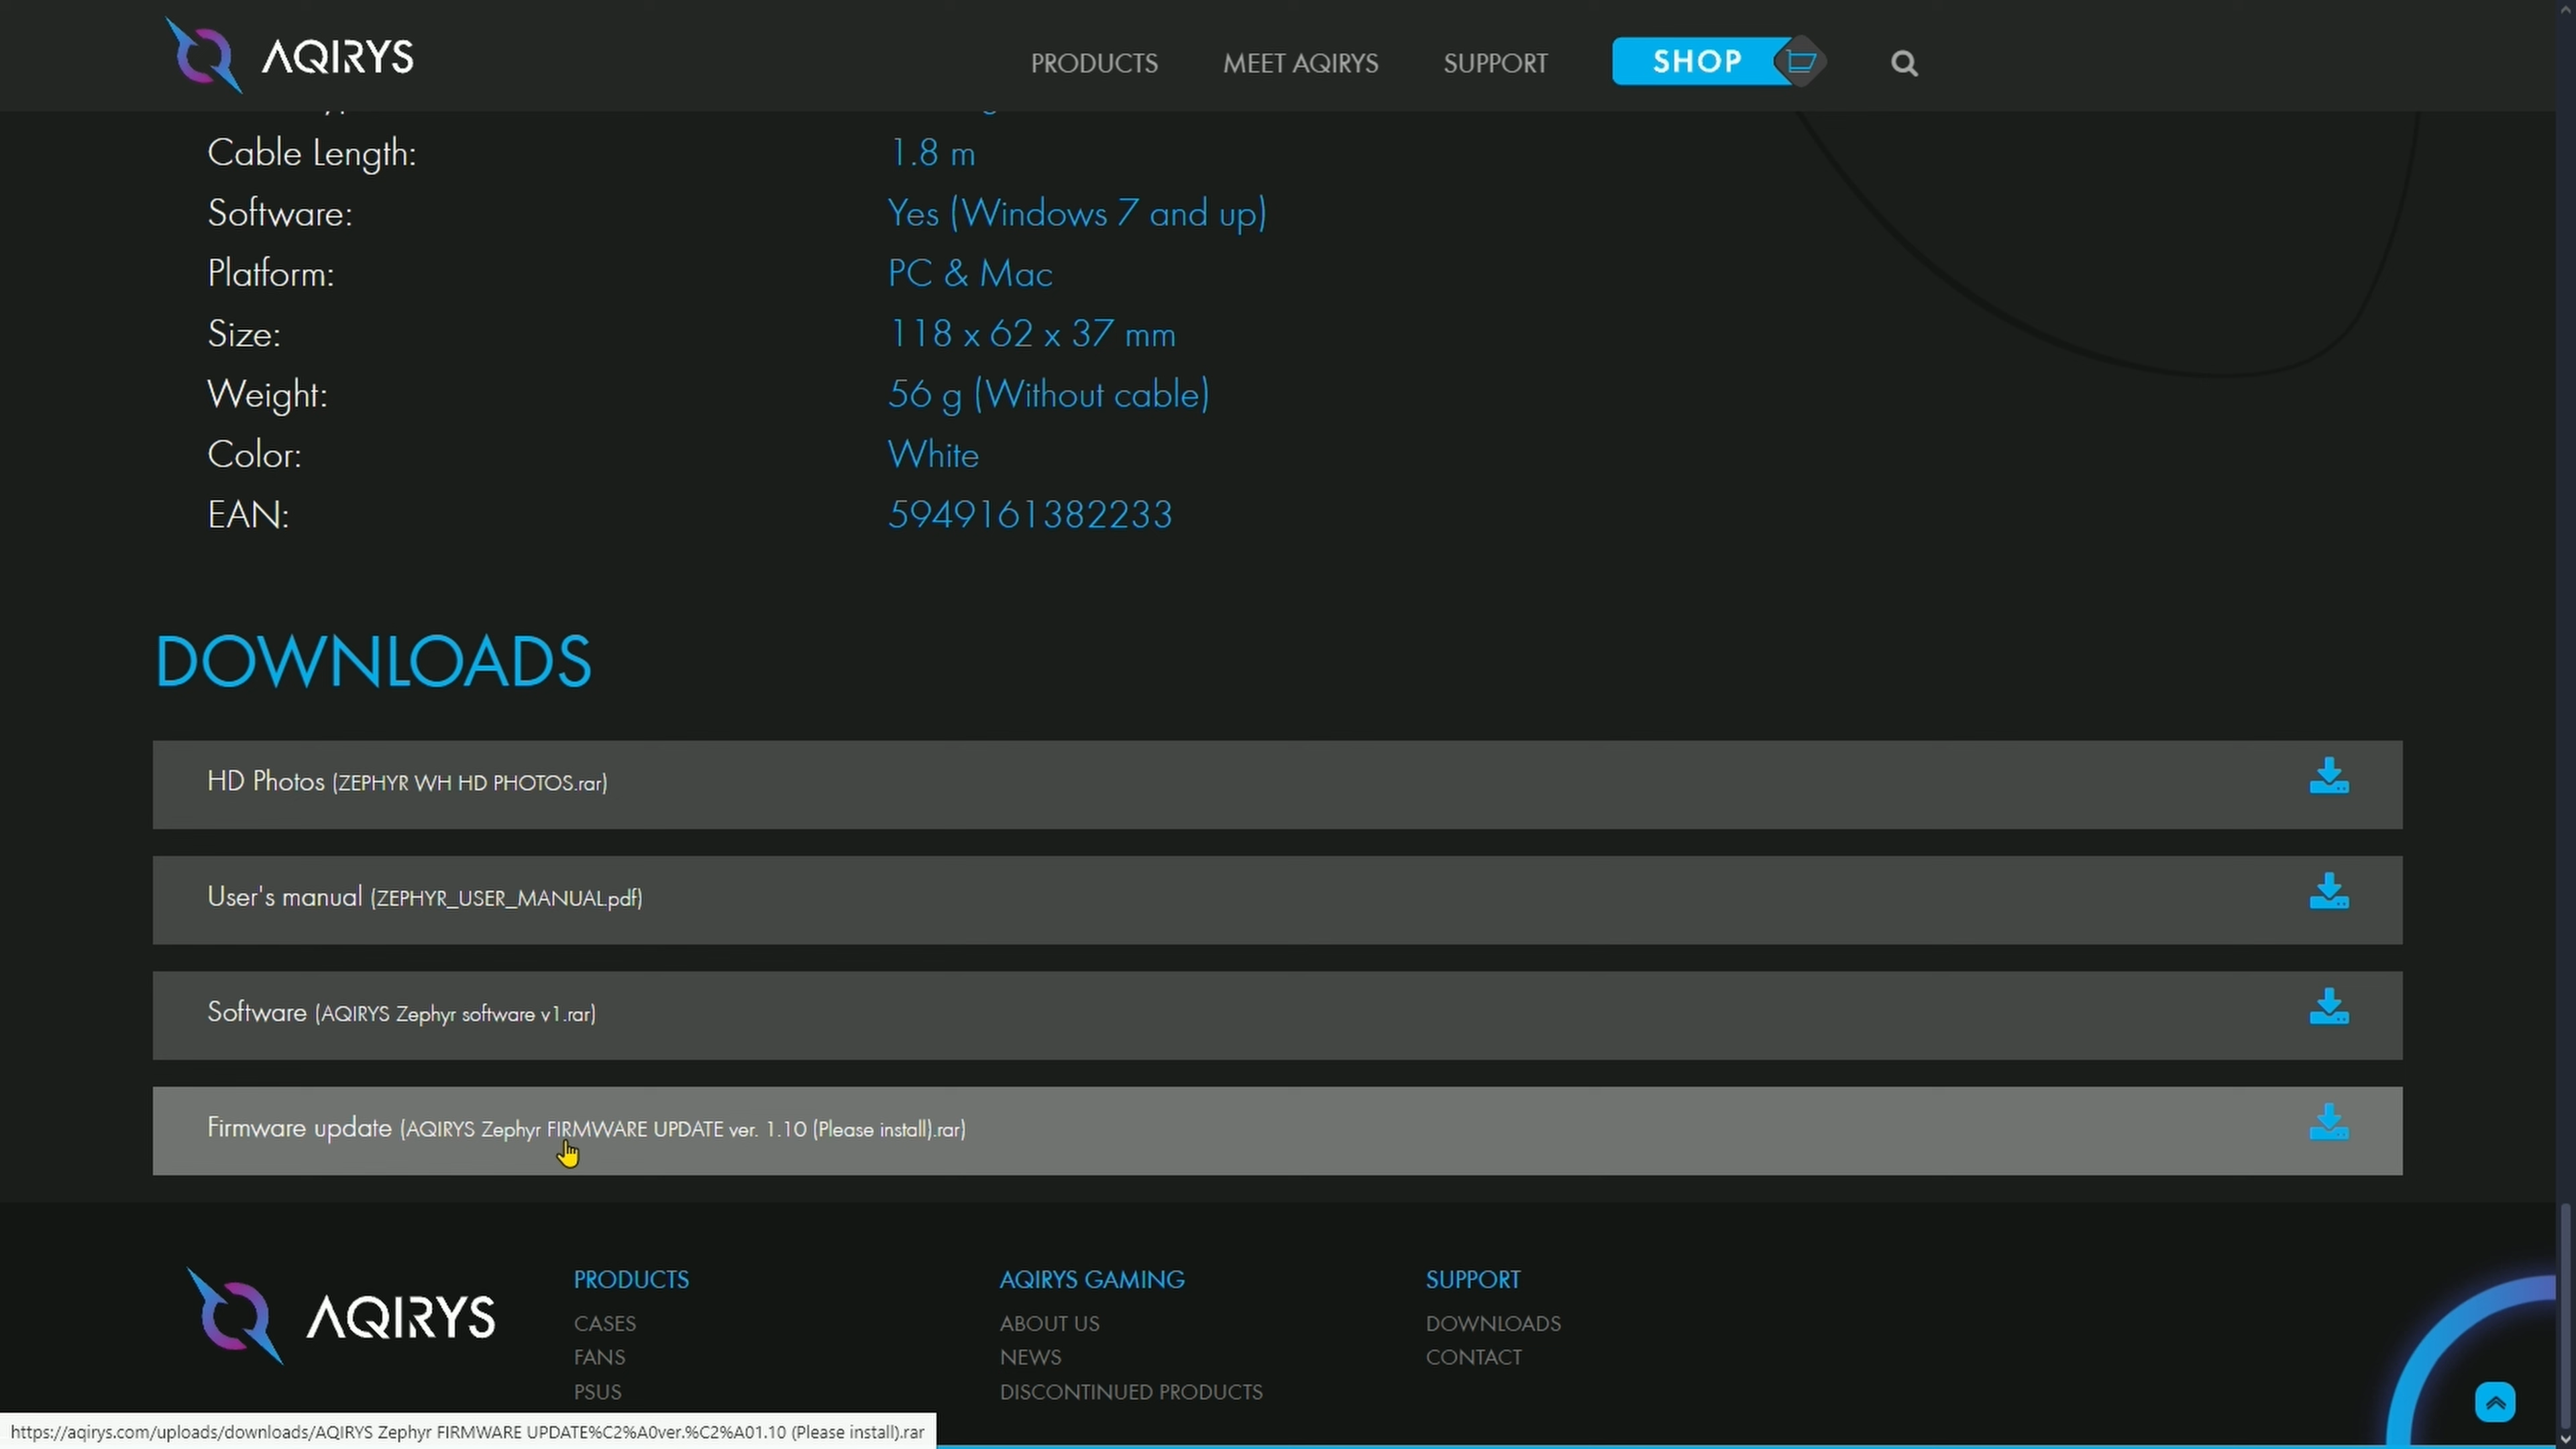 AQIRYS
PRODUCTS
MEET AQIRYS
SUPPORT
SHOP
Cable Length: 1.8 m
Software: Yes (Windows 7 and up)
Platform: PC & Mac
Size: 118 x 62 x 37 mm
Weight: 56 g (Without cable)
Color: White
EAN: 5949161382233
DOWNLOADS
HD Photos (ZEPHYR WH HD PHOTOS.rar)
User's manual (ZEPHYR_USER_MANUAL.pdf)
Software (AQIRYS Zephyr software v1.rar)
Firmware update (AQIRYS Zephyr FIRMWARE UPDATE ver. 1.10 (Please install).rar)
AQIRYS
PRODUCTS
CASES
FANS
PSUS
AQIRYS GAMING
ABOUT US
NEWS
DISCONTINUED PRODUCTS
SUPPORT
DOWNLOADS
CONTACT
https://aqirys.com/uploads/downloads/AQIRYS Zephyr FIRMWARE UPDATE%C2%A0ver.%C2%A01.10 (Please install).rar